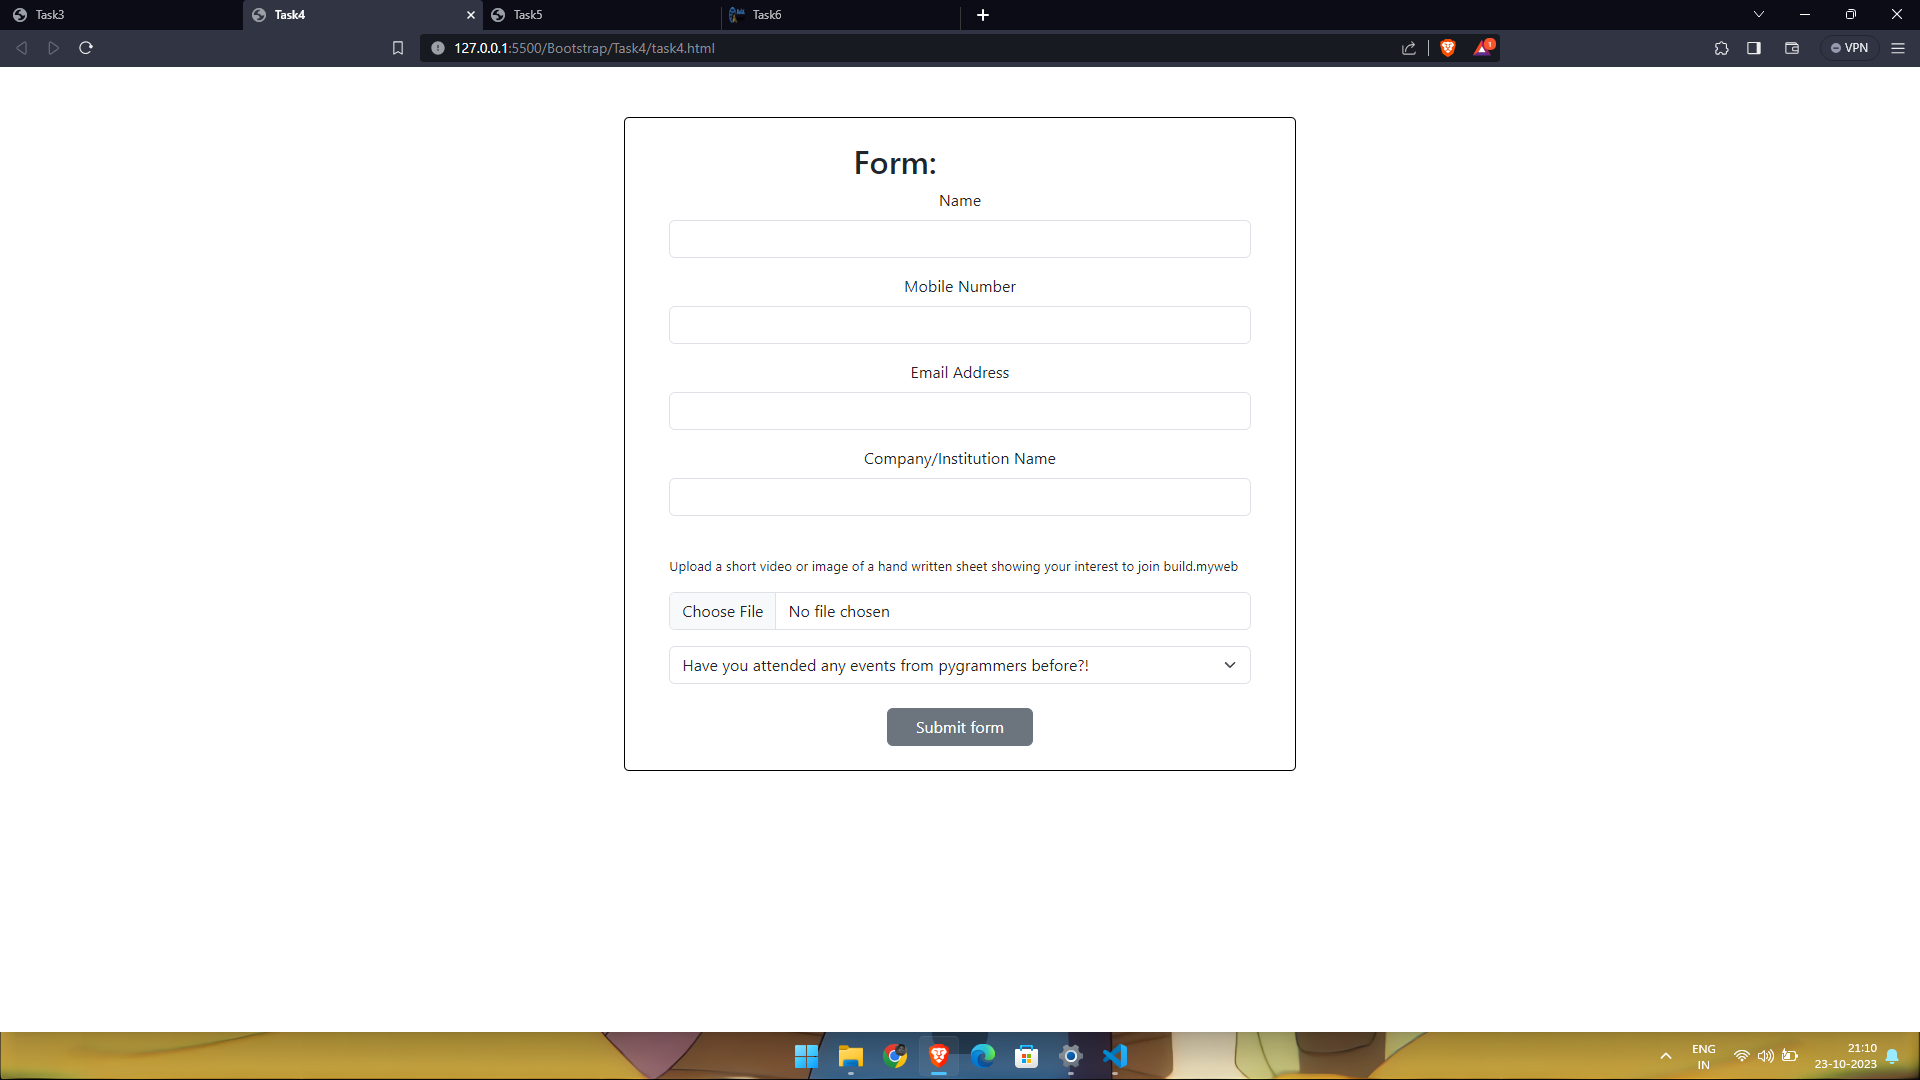 Task3
Task4
Task5
Task6
127.0.0.1:5500/Bootstrap/Task4/task4.html
1
VPN
Form:
Name
Mobile Number
Email Address
Company/Institution Name
Upload a short video or image of a hand written sheet showing your interest to join build.myweb
Choose File No file chosen
Have you attended any events from pygrammers before?!
Submit form
ENG
IN
21:10
23-10-2023